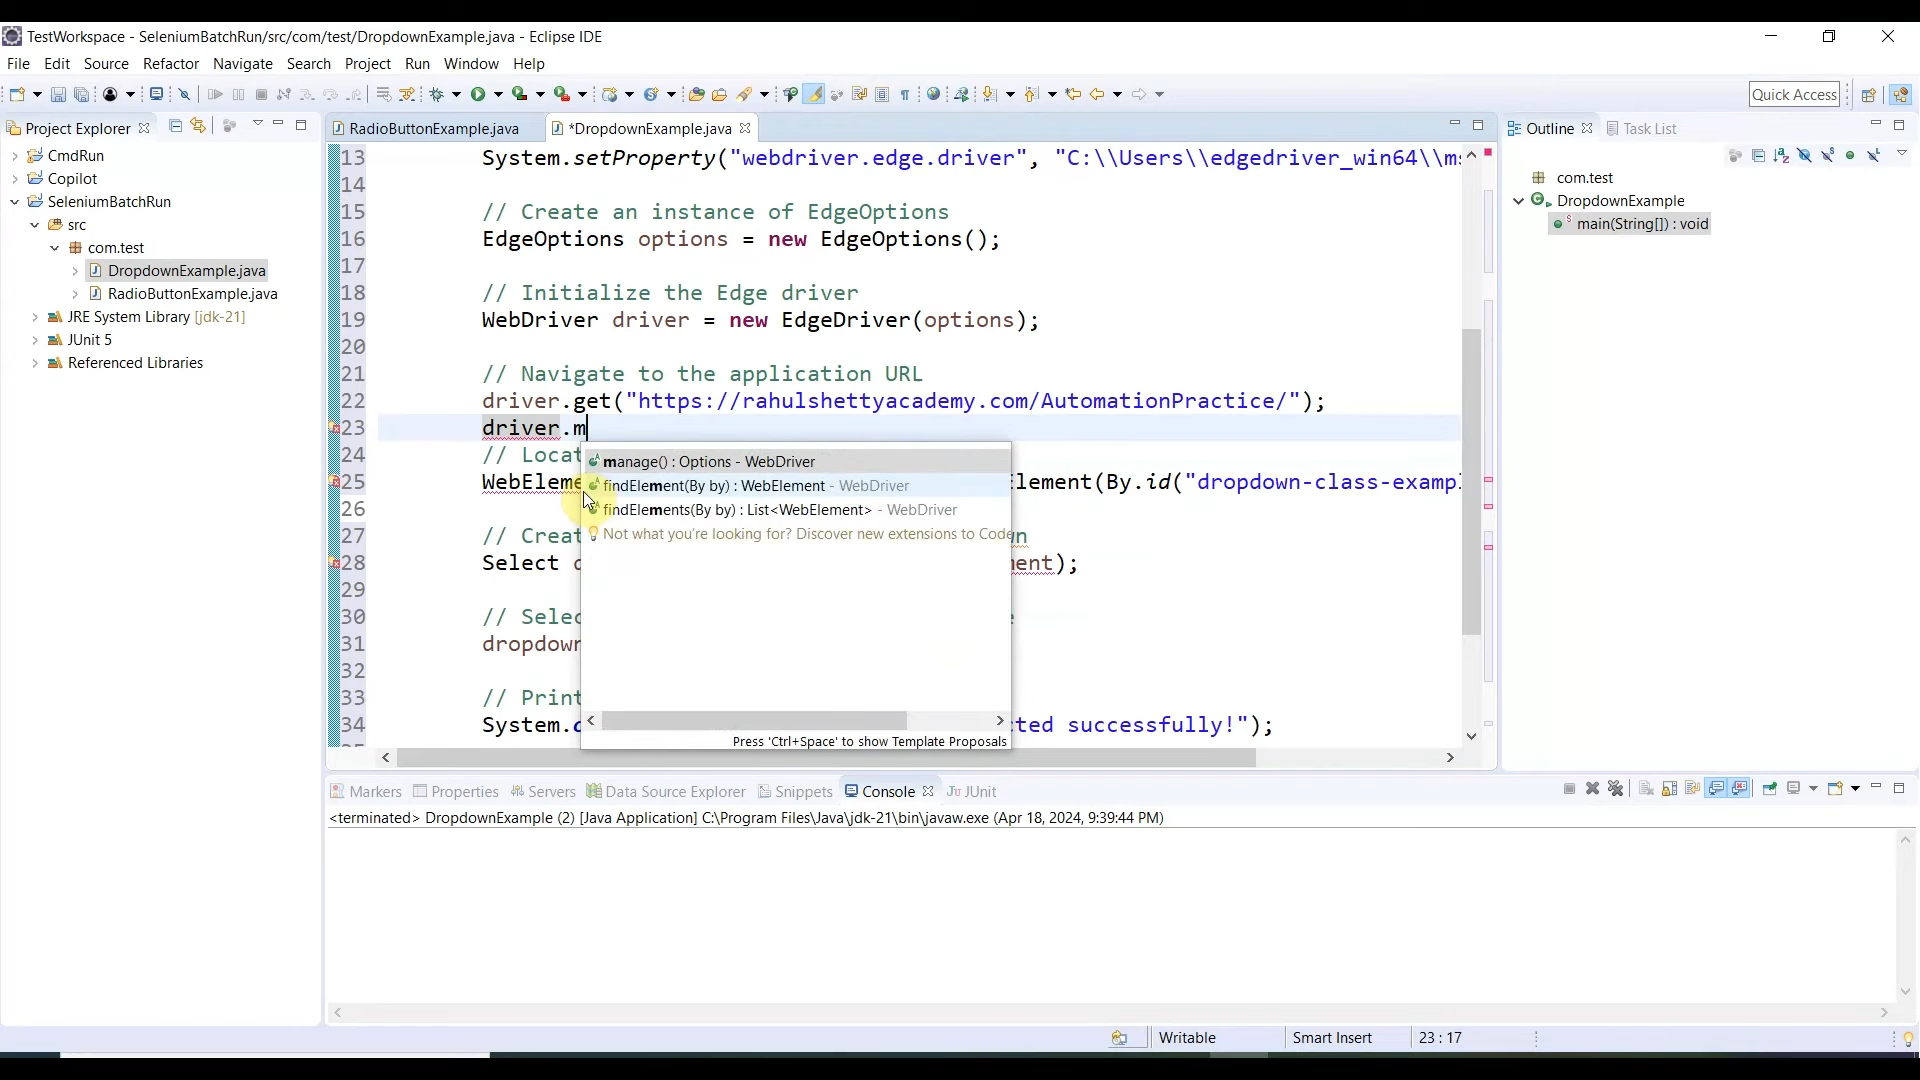 TestWorkspace - SeleniumBatchRun/src/com/test/DropdownExample.java - Eclipse IDE
File Edit Source Refactor Navigate Search Project Run Window Help
Quick Access
Project Explorer
CmdRun
Copilot
SeleniumBatchRun
src
com.test
DropdownExample.java
RadioButtonExample.java
JRE System Library [jdk-21]
JUnit 5
Referenced Libraries
RadioButtonExample.java *DropdownExample.java
13 System.setProperty("webdriver.edge.driver", "C:\\Users\\edgedriver_win64\\ms
14
15 // Create an instance of EdgeOptions
16 EdgeOptions options = new EdgeOptions();
17
18 // Initialize the Edge driver
19 WebDriver driver = new EdgeDriver(options);
20
21 // Navigate to the application URL
22 driver.get("https://rahulshettyacademy.com/AutomationPractice/");
23 driver.m
// Locat
25 WebEleme lement(By.id("dropdown-class-exampl
26
27 // Creat n
28 Select ent);
29
30 // Selec
31 dropdown
32
33 // Print
34 System. cted successfully!");
manage() : Options - WebDriver
findElement(By by) : WebElement - WebDriver
findElements(By by) : List<WebElement> - WebDriver
Not what you're looking for? Discover new extensions to Code
Press 'Ctrl+Space' to show Template Proposals
Outline Task List
com.test
DropdownExample
main(String[]) : void
Markers Properties Servers Data Source Explorer Snippets Console JUnit
<terminated> DropdownExample (2) [Java Application] C:\Program Files\Java\jdk-21\bin\javaw.exe (Apr 18, 2024, 9:39:44 PM)
Writable Smart Insert 23 : 17